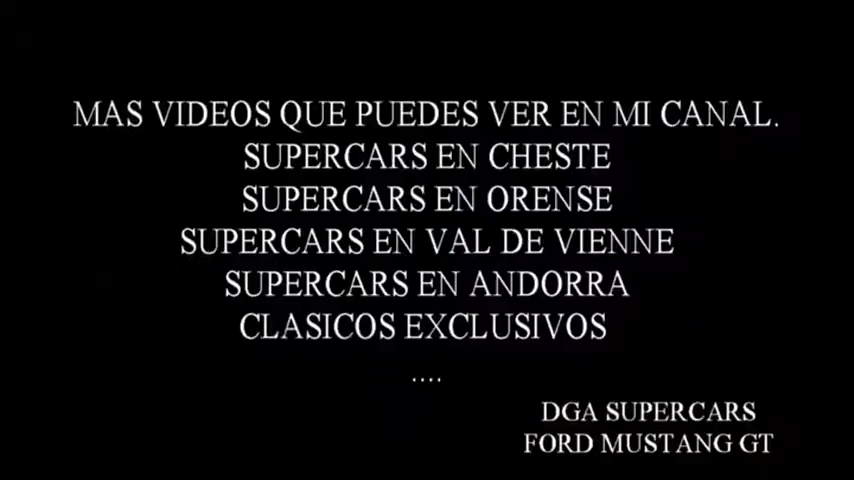 MAS VIDEOS QUE PUEDES VER EN MI CANAL.
SUPERCARS EN CHESTE
SUPERCARS EN ORENSE
SUPERCARS EN VAL DE VIENNE
SUPERCARS EN ANDORRA
CLASICOS EXCLUSIVOS
....
DGA SUPERCARS
FORD MUSTANG GT